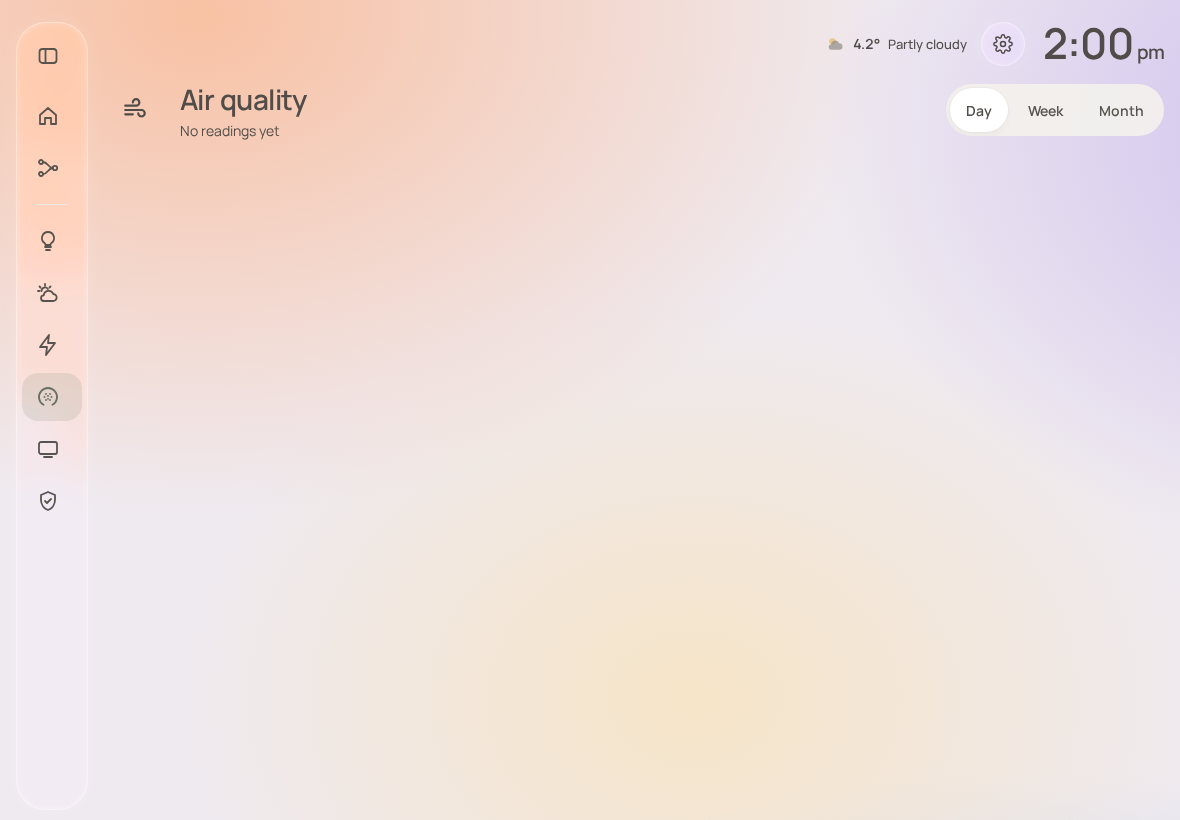 4.2° Partly cloudy
2:00 pm
Air quality
No readings yet
Day Week Month